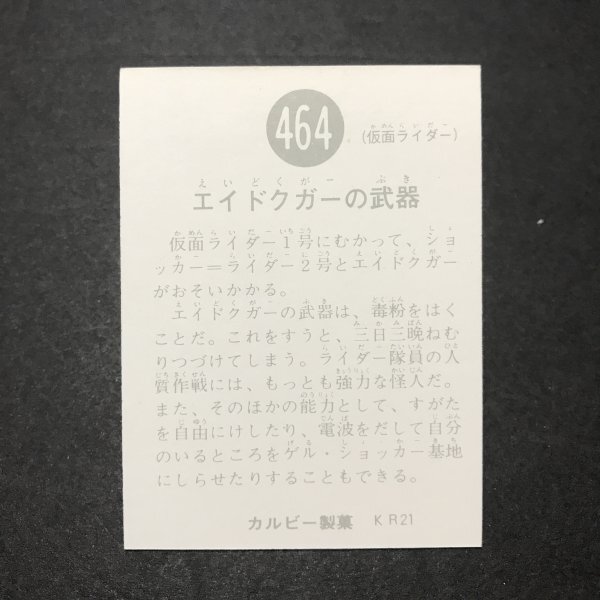 464
(仮面ライダー)
エイドクガーの武器
仮面ライダー1号にむかって、ショ
ッカー=ライダー2号とエイドクガー
がおそいかかる。
エイドクガーの武器は、毒粉をはく
ことだ。これをすうと、三日三晩ねむ
りつづけてしまう。ライダー隊員の人
質作戦には、もっとも強力な怪人だ。
また、そのほかの能力として、すがた
を自由にけしたり、電波をだして自分
のいるところをゲル・ショッカー基地
にしらせたりすることもできる。
カルビー製菓 KR21